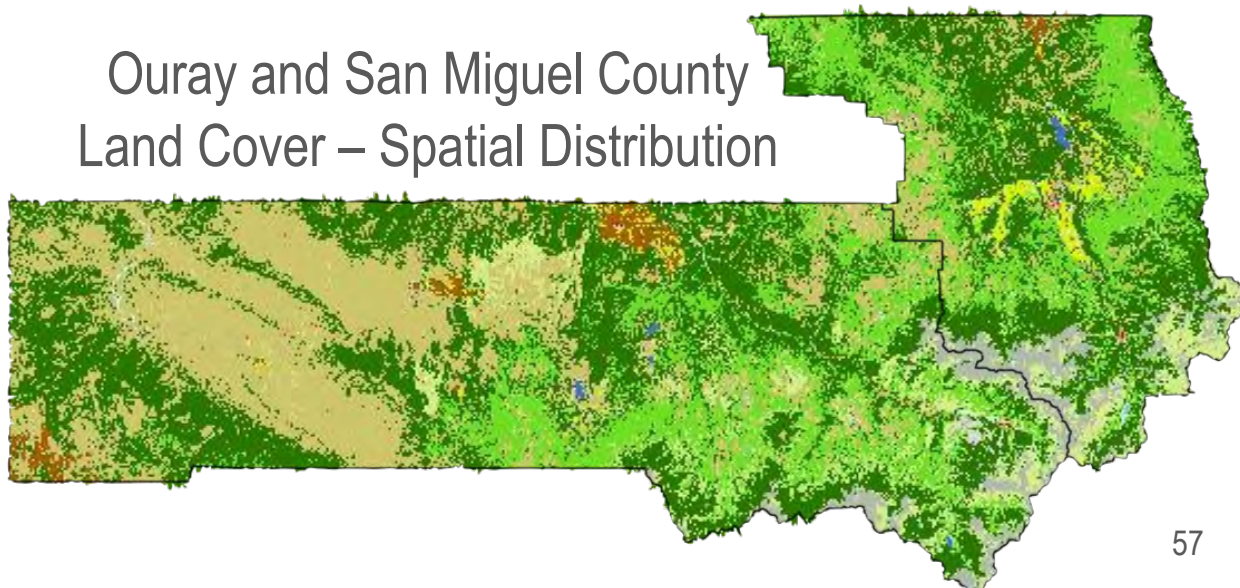 Ouray and San Miguel County
Land Cover – Spatial Distribution
57